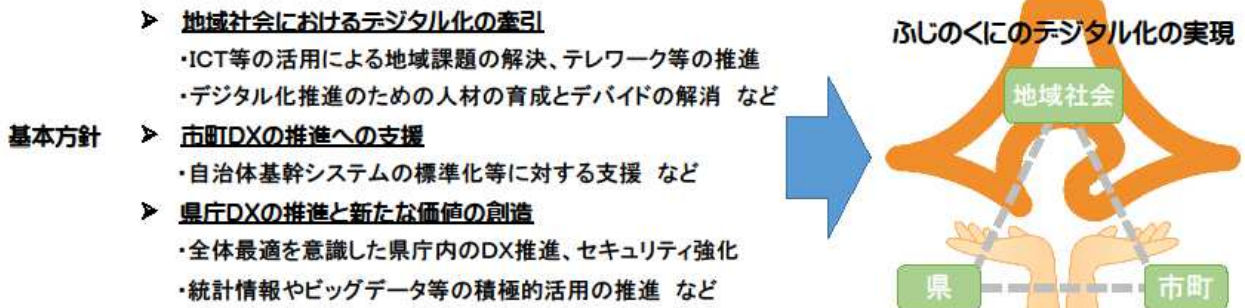 ➤ 地域社会におけるデジタル化の牽引
・ICT等の活用による地域課題の解決、テレワーク等の推進
・デジタル化推進のための人材の育成とデバイドの解消 など
基本方針 ➤ 市町DXの推進への支援
・自治体基幹システムの標準化等に対する支援 など
➤ 県庁DXの推進と新たな価値の創造
・全体最適を意識した県庁内のDX推進、セキュリティ強化
・統計情報やビッグデータ等の積極的活用の推進 など
ふじのくにのデジタル化の実現
地域社会
県
市町